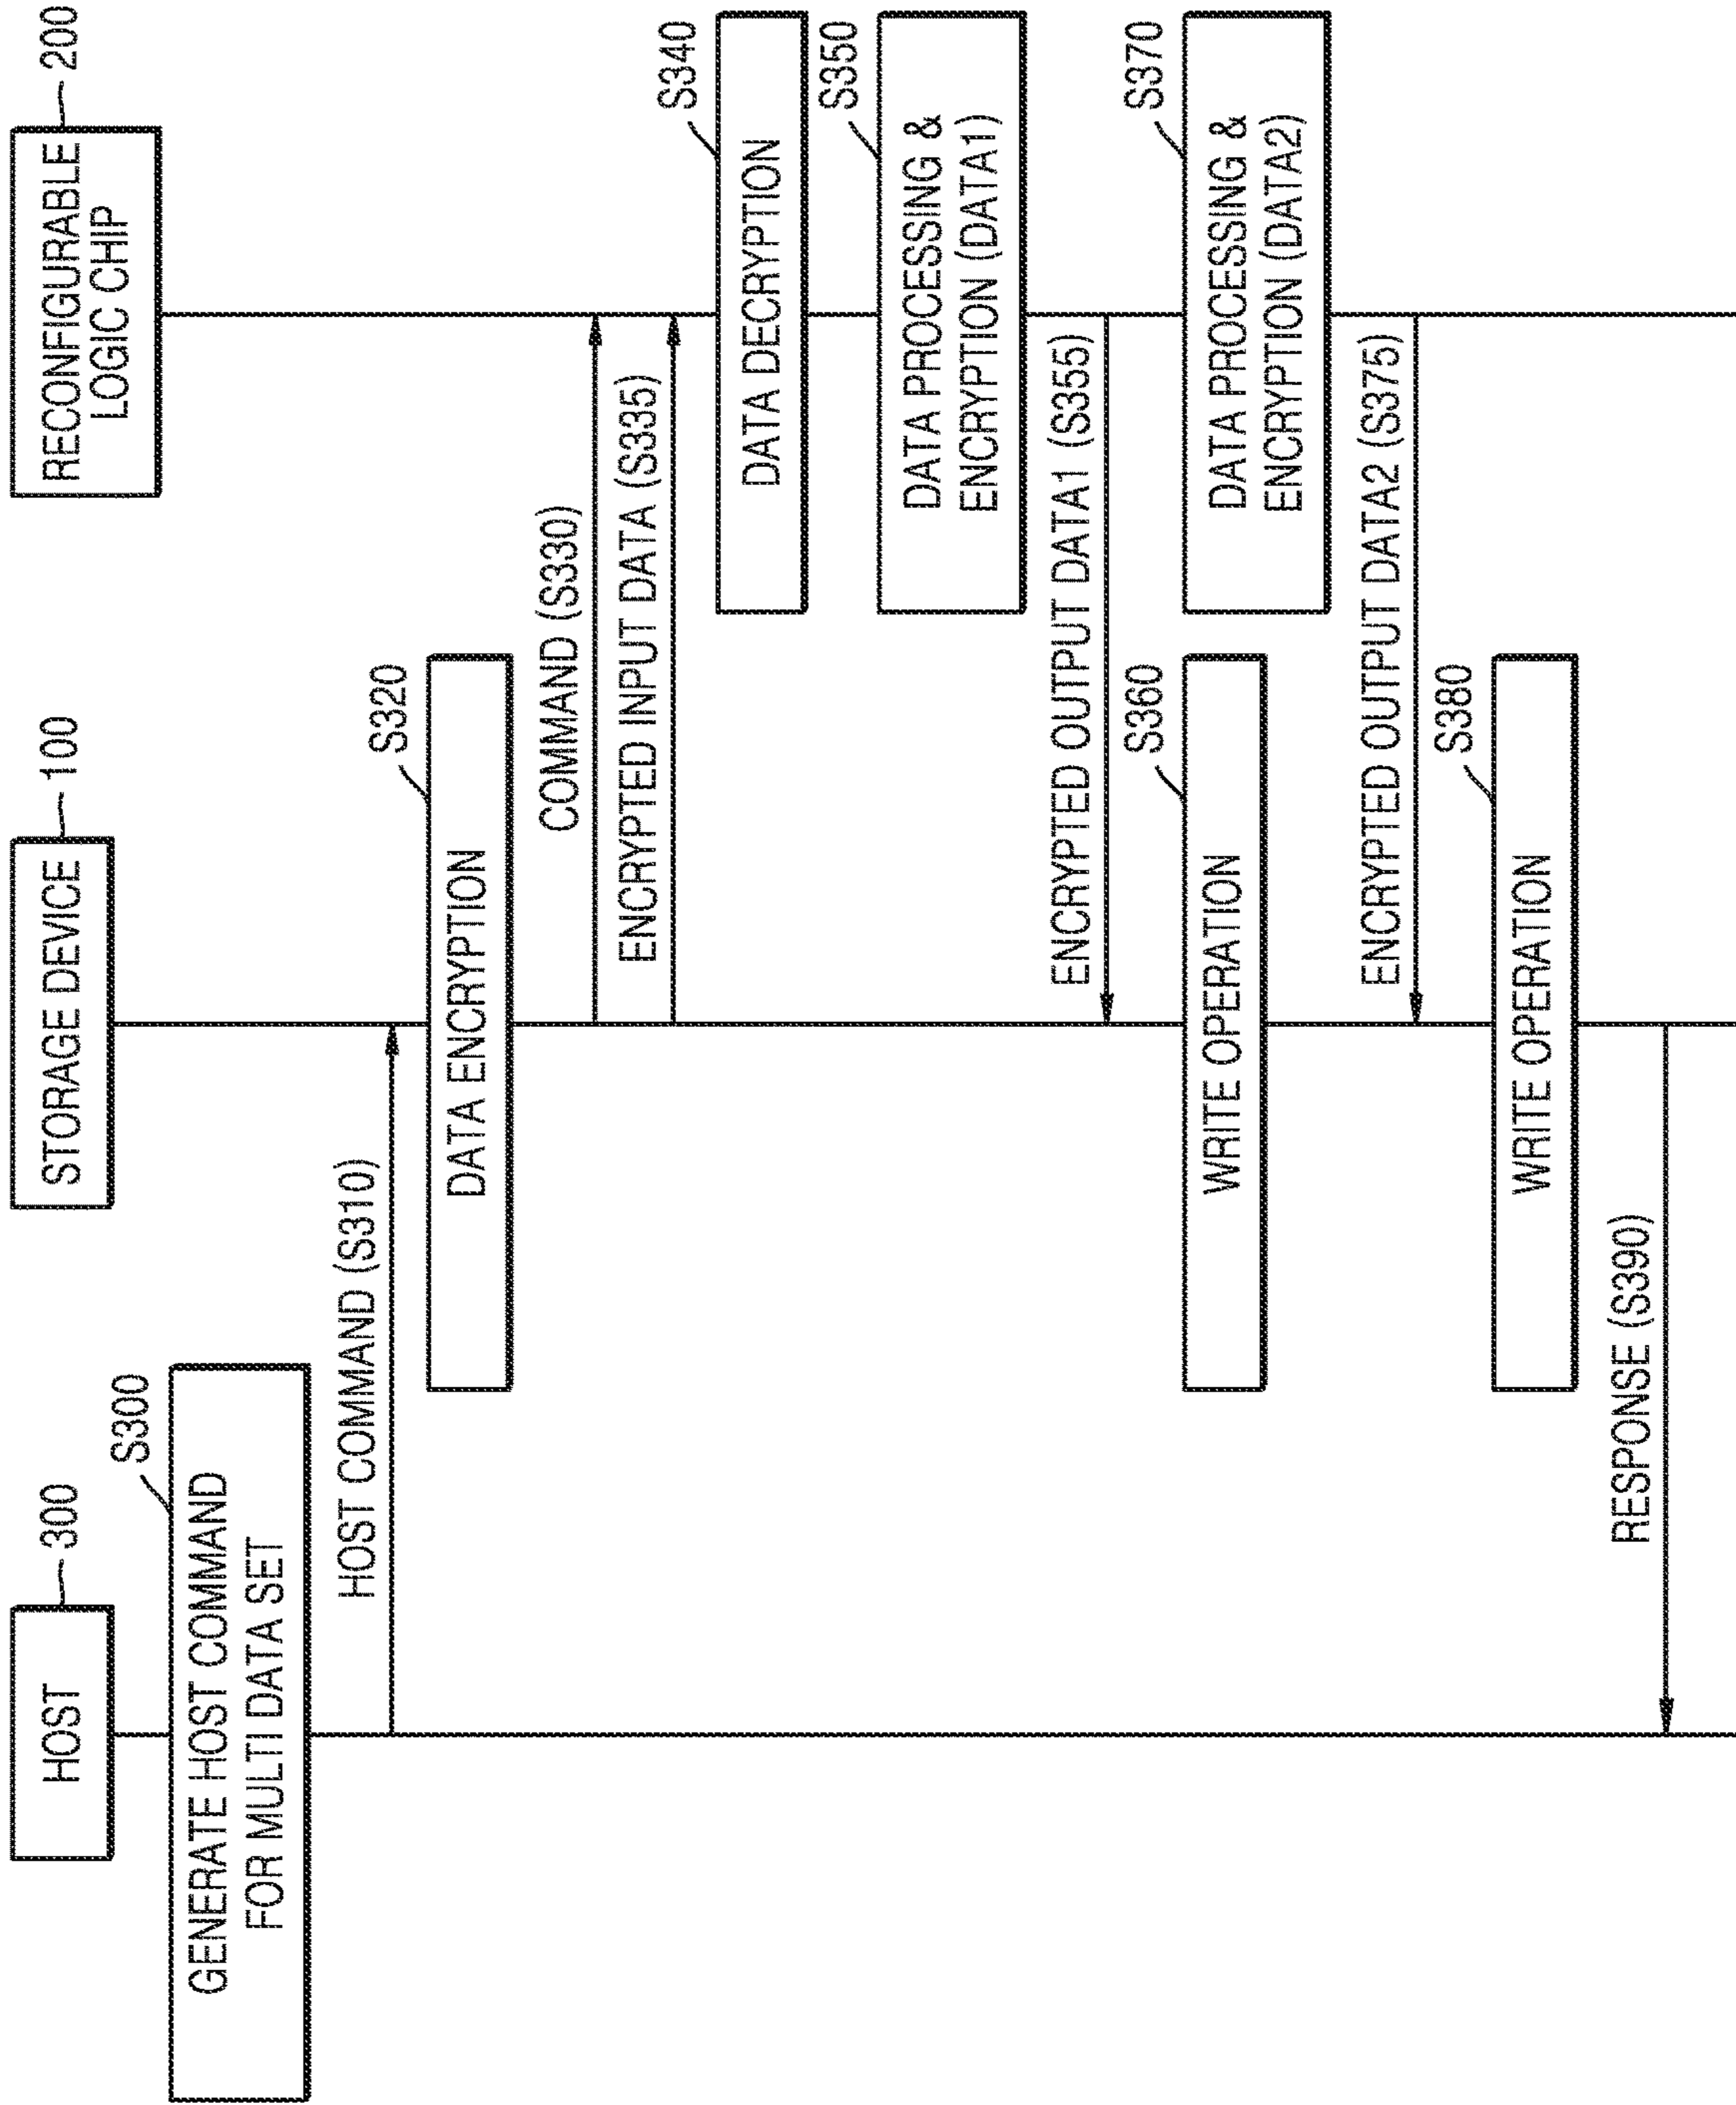 HOST
300
STORAGE DEVICE
100
RECONFIGURABLE
LOGIC CHIP
200
S300
GENERATE HOST COMMAND
FOR MULTI DATA SET
HOST COMMAND (S310)
S320
DATA ENCRYPTION
COMMAND (S330)
ENCRYPTED INPUT DATA (S335)
S340
DATA DECRYPTION
S350
DATA PROCESSING &
ENCRYPTION (DATA1)
ENCRYPTED OUTPUT DATA1 (S355)
S360
WRITE OPERATION
S370
DATA PROCESSING &
ENCRYPTION (DATA2)
ENCRYPTED OUTPUT DATA2 (S375)
S380
WRITE OPERATION
RESPONSE (S390)